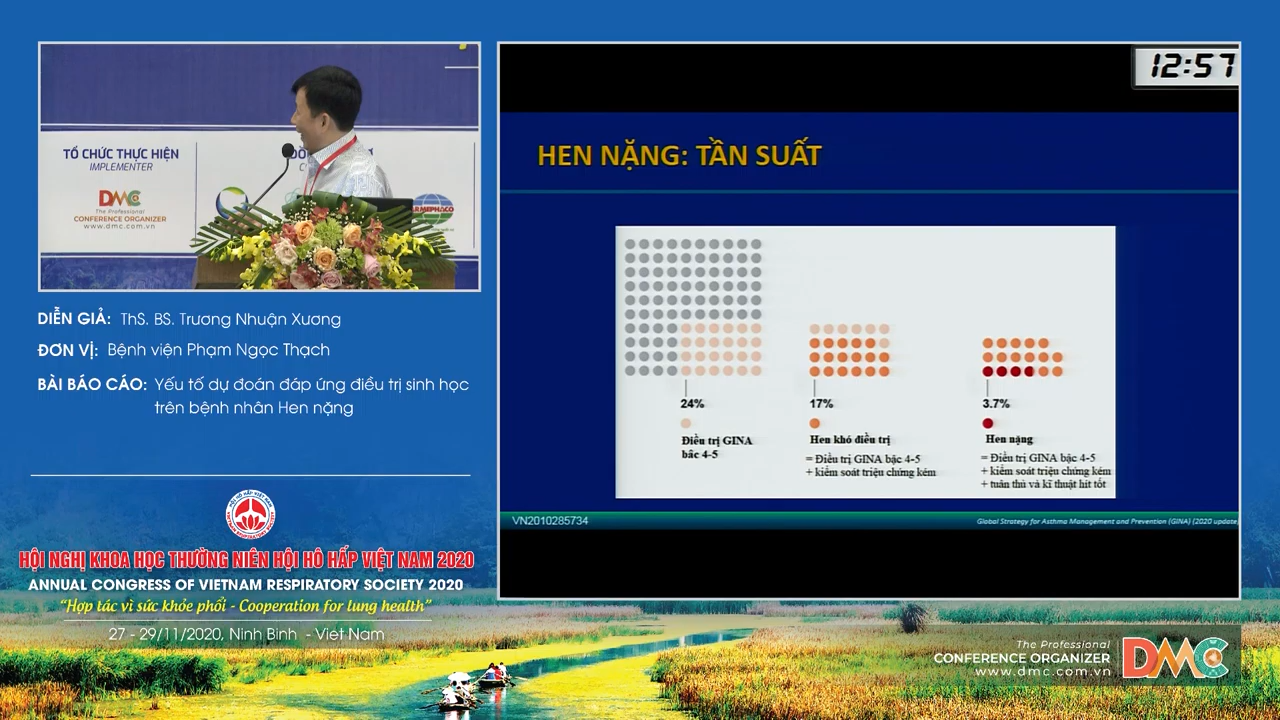 TỔ CHỨC THỰC HIỆN
IMPLEMENTER
DMC
The Professional
CONFERENCE ORGANIZER
www.dmc.com.vn
DIỄN GIẢ: ThS. BS. Trương Nhuận Xương
ĐƠN VỊ: Bệnh viện Phạm Ngọc Thạch
BÀI BÁO CÁO: Yếu tố dự đoán đáp ứng điều trị sinh học
trên bệnh nhân Hen nặng
HỘI NGHỊ KHOA HỌC THƯỜNG NIÊN HỘI HÔ HẤP VIỆT NAM 2020
ANNUAL CONGRESS OF VIETNAM RESPIRATORY SOCIETY 2020
“Hợp tác vì sức khỏe phổi - Cooperation for lung health”
27 - 29/11/2020, Ninh Binh - Viet Nam
12:57
HEN NẶNG: TẦN SUẤT
24%
Điều trị GINA
bâc 4-5
17%
Hen khó điều trị
= Điều trị GINA bậc 4-5
+ kiểm soát triệu chứng kém
3.7%
Hen nặng
= Điều trị GINA bậc 4-5
+ kiểm soát triệu chứng kém
+ tuân thủ và kĩ thuật hít tốt
VN2010285734
Global Strategy for Asthma Management and Prevention (GINA) (2020 update
The Professional
CONFERENCE ORGANIZER
www.dmc.com.vn
DMC